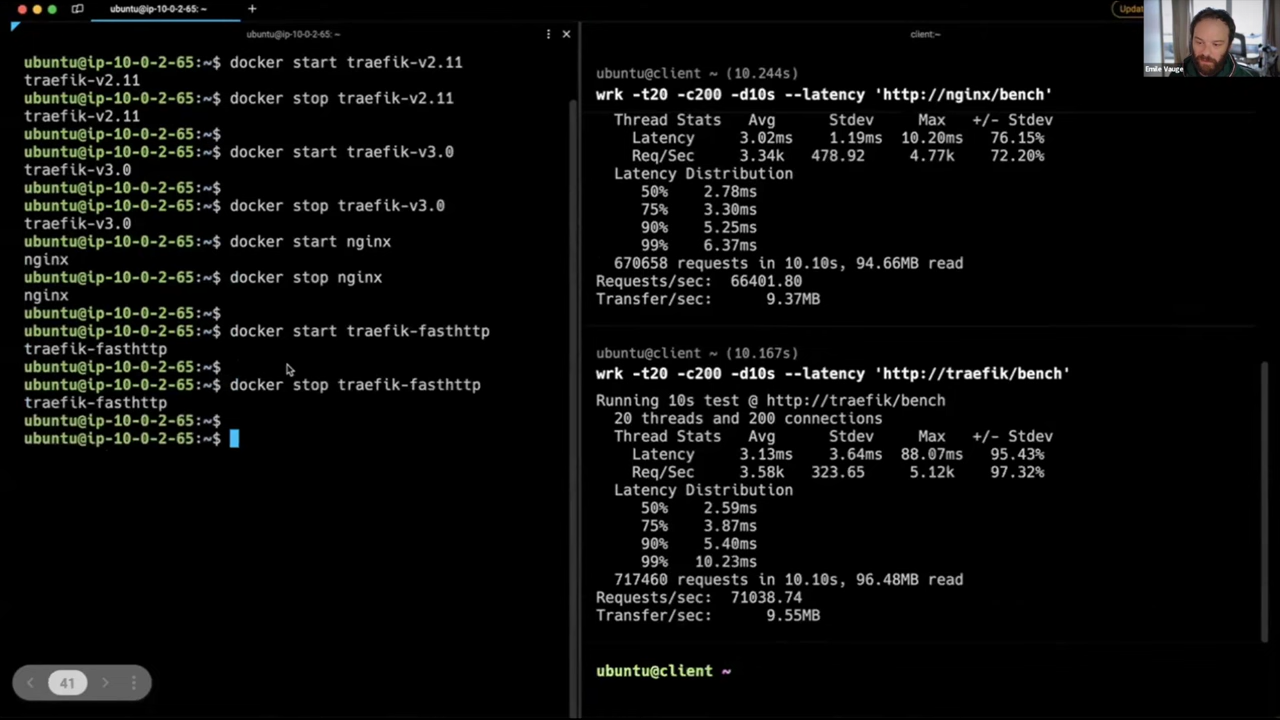 ubuntu@ip-10-0-2-65: ~
+
Upda
ubuntu@ip-10-0-2-65: ~
ubuntu@ip-10-0-2-65:~$ docker start traefik-v2.11
traefik-v2.11
ubuntu@ip-10-0-2-65:~$ docker stop traefik-v2.11
traefik-v2.11
ubuntu@ip-10-0-2-65:~$
ubuntu@ip-10-0-2-65:~$ docker start traefik-v3.0
traefik-v3.0
ubuntu@ip-10-0-2-65:~$
ubuntu@ip-10-0-2-65:~$ docker stop traefik-v3.0
traefik-v3.0
ubuntu@ip-10-0-2-65:~$ docker start nginx
nginx
ubuntu@ip-10-0-2-65:~$ docker stop nginx
nginx
ubuntu@ip-10-0-2-65:~$
ubuntu@ip-10-0-2-65:~$ docker start traefik-fasthttp
traefik-fasthttp
ubuntu@ip-10-0-2-65:~$
ubuntu@ip-10-0-2-65:~$ docker stop traefik-fasthttp
traefik-fasthttp
ubuntu@ip-10-0-2-65:~$
ubuntu@ip-10-0-2-65:~$
41
client:~
Emile Vauge
ubuntu@client ~ (10.244s)
wrk -t20 -c200 -d10s --latency 'http://nginx/bench'
Thread Stats Avg Stdev Max +/- Stdev
Latency 3.02ms 1.19ms 10.20ms 76.15%
Req/Sec 3.34k 478.92 4.77k 72.20%
Latency Distribution
50% 2.78ms
75% 3.30ms
90% 5.25ms
99% 6.37ms
670658 requests in 10.10s, 94.66MB read
Requests/sec: 66401.80
Transfer/sec: 9.37MB
ubuntu@client ~ (10.167s)
wrk -t20 -c200 -d10s --latency 'http://traefik/bench'
Running 10s test @ http://traefik/bench
20 threads and 200 connections
Thread Stats Avg Stdev Max +/- Stdev
Latency 3.13ms 3.64ms 88.07ms 95.43%
Req/Sec 3.58k 323.65 5.12k 97.32%
Latency Distribution
50% 2.59ms
75% 3.87ms
90% 5.40ms
99% 10.23ms
717460 requests in 10.10s, 96.48MB read
Requests/sec: 71038.74
Transfer/sec: 9.55MB
ubuntu@client ~